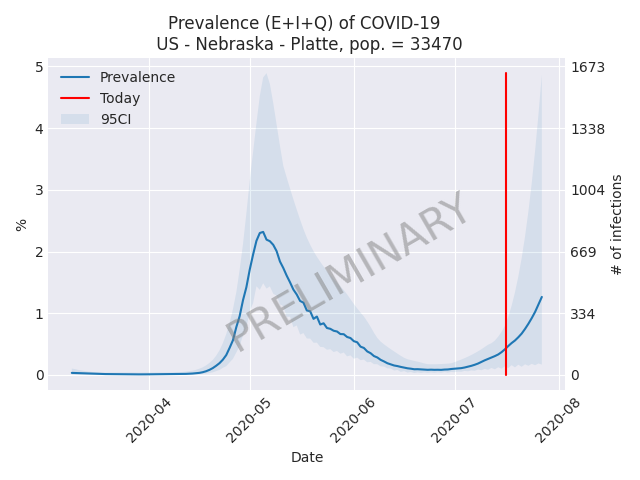 Prevalence (E+I+Q) of COVID-19
US - Nebraska - Platte, pop. = 33470
Prevalence
Today
95CI
5
4
3
2
1
0
%
1673
1338
1004
669
334
0
# of infections
PRELIMINARY
2020-04
2020-05
2020-06
2020-07
2020-08
Date